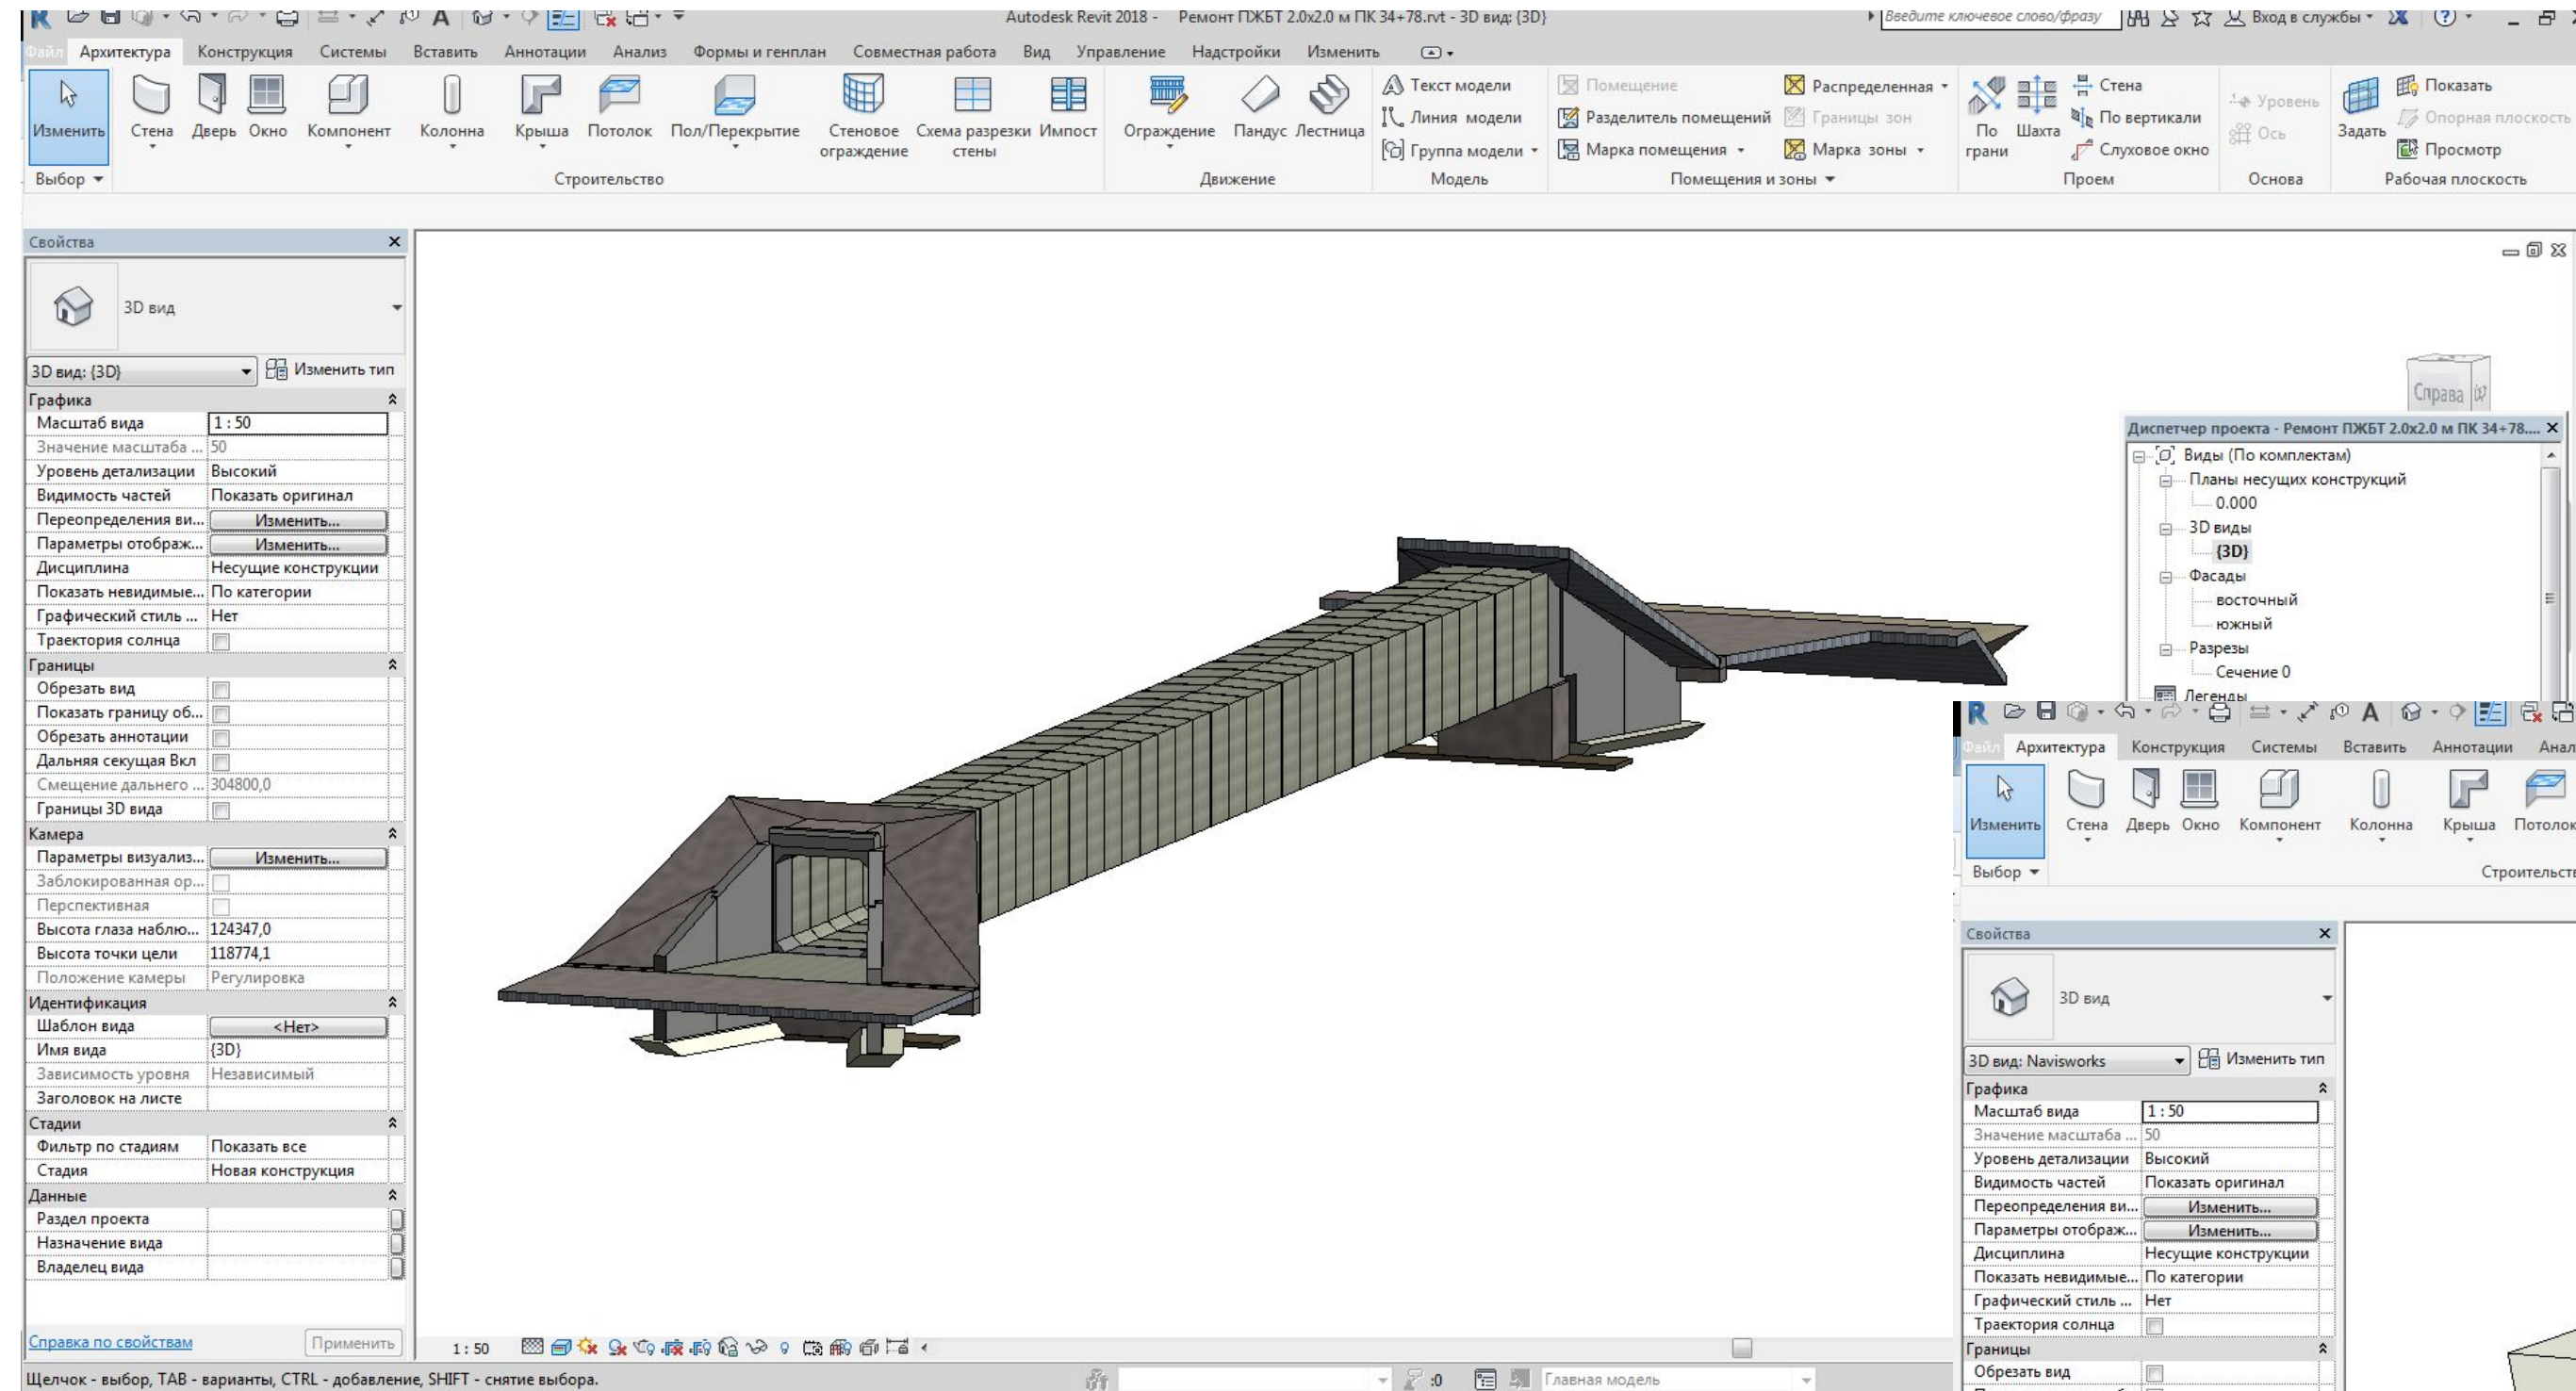 Autodesk Revit 2018 - Ремонт ПЖБТ 2.0х2.0 м ПК 34+78.rvt - 3D вид: {3D}
Введите ключевое слово/фразу
Вход в службы
Файл Архитектура Конструкция Системы Вставить Аннотации Анализ Формы и генплан Совместная работа Вид Управление Надстройки Изменить
Изменить Стена Дверь Окно Компонент Колонна Крыша Потолок Пол/Перекрытие Стеновое ограждение Схема разрезки стены Импост
Ограждение Пандус Лестница
Текст модели
Линия модели
Группа модели
Помещение
Разделитель помещений
Марка помещения
Распределенная
Границы зон
Марка зоны
По грани Шахта
Стена
По вертикали
Слуховое окно
Уровень
Ось
Задать
Показать
Опорная плоскость
Просмотр
Выбор Строительство Движение Модель Помещения и зоны Проем Основа Рабочая плоскость
Свойства
3D вид
3D вид: {3D} Изменить тип
Графика
Масштаб вида 1 : 50
Значение масштаба ... 50
Уровень детализации Высокий
Видимость частей Показать оригинал
Переопределения ви... Изменить...
Параметры отображ... Изменить...
Дисциплина Несущие конструкции
Показать невидимые... По категории
Графический стиль ... Нет
Траектория солнца
Границы
Обрезать вид
Показать границу об...
Обрезать аннотации
Дальняя секущая Вкл
Смещение дальнего ... 304800,0
Границы 3D вида
Камера
Параметры визуализ... Изменить...
Заблокированная ор...
Перспективная
Высота глаза наблю... 124347,0
Высота точки цели 118774,1
Положение камеры Регулировка
Идентификация
Шаблон вида <Нет>
Имя вида {3D}
Зависимость уровня Независимый
Заголовок на листе
Стадии
Фильтр по стадиям Показать все
Стадия Новая конструкция
Данные
Раздел проекта
Назначение вида
Владелец вида
Справка по свойствам Применить
1 : 50
Щелчок - выбор, TAB - варианты, CTRL - добавление, SHIFT - снятие выбора.
:0 Главная модель
Справа
Диспетчер проекта - Ремонт ПЖБТ 2.0х2.0 м ПК 34+78....
Виды (По комплектам)
Планы несущих конструкций
0.000
3D виды
{3D}
Фасады
восточный
южный
Разрезы
Сечение 0
Легенды
Файл Архитектура Конструкция Системы Вставить Аннотации Анал
Изменить Стена Дверь Окно Компонент Колонна Крыша Потолок
Выбор Строительств
Свойства
3D вид
3D вид: Navisworks Изменить тип
Графика
Масштаб вида 1 : 50
Значение масштаба ... 50
Уровень детализации Высокий
Видимость частей Показать оригинал
Переопределения ви... Изменить...
Параметры отображ... Изменить...
Дисциплина Несущие конструкции
Показать невидимые... По категории
Графический стиль ... Нет
Траектория солнца
Границы
Обрезать вид